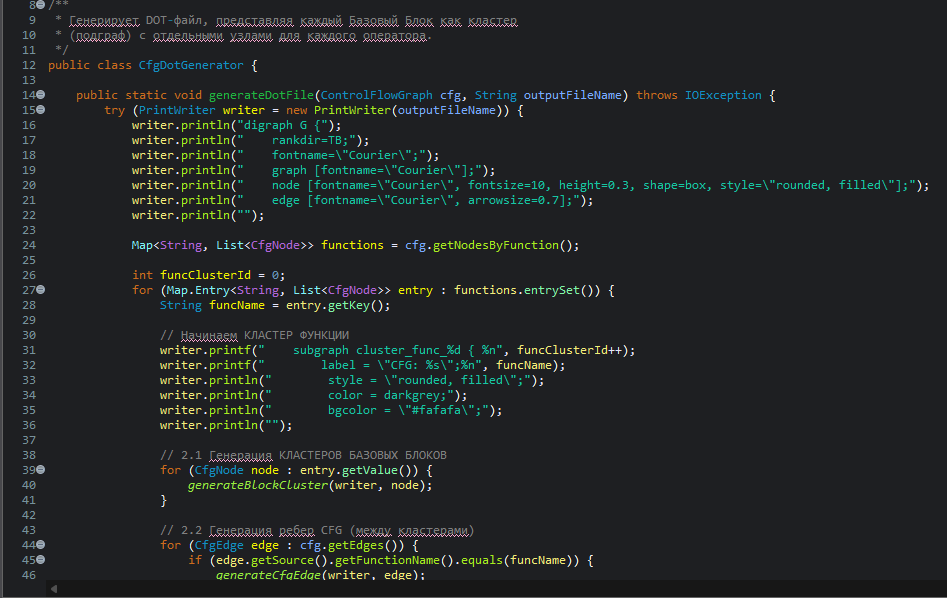 8 /**
9  * Генерирует DOT-файл, представляя каждый Базовый Блок как кластер
10  * (подграф) с отдельными узлами для каждого оператора.
11  */
12 public class CfgDotGenerator {
13
14     public static void generateDotFile(ControlFlowGraph cfg, String outputFileName) throws IOException {
15         try (PrintWriter writer = new PrintWriter(outputFileName)) {
16             writer.println("digraph G {");
17             writer.println("    rankdir=TB;");
18             writer.println("    fontname=\"Courier\";");
19             writer.println("    graph [fontname=\"Courier\"];");
20             writer.println("    node [fontname=\"Courier\", fontsize=10, height=0.3, shape=box, style=\"rounded, filled\"];");
21             writer.println("    edge [fontname=\"Courier\", arrowsize=0.7];");
22             writer.println("");
23
24             Map<String, List<CfgNode>> functions = cfg.getNodesByFunction();
25
26             int funcClusterId = 0;
27             for (Map.Entry<String, List<CfgNode>> entry : functions.entrySet()) {
28                 String funcName = entry.getKey();
29
30                 // Начинаем КЛАСТЕР ФУНКЦИИ
31                 writer.printf("    subgraph cluster_func_%d { %n", funcClusterId++);
32                 writer.printf("        label = \"CFG: %s\";%n", funcName);
33                 writer.println("        style = \"rounded, filled\";");
34                 writer.println("        color = darkgrey;");
35                 writer.println("        bgcolor = \"#fafafa\";");
36                 writer.println("");
37
38                 // 2.1 Генерация КЛАСТЕРОВ БАЗОВЫХ БЛОКОВ
39                 for (CfgNode node : entry.getValue()) {
40                     generateBlockCluster(writer, node);
41                 }
42
43                 // 2.2 Генерация ребер CFG (между кластерами)
44                 for (CfgEdge edge : cfg.getEdges()) {
45                     if (edge.getSource().getFunctionName().equals(funcName)) {
46                         generateCfgEdge(writer, edge);